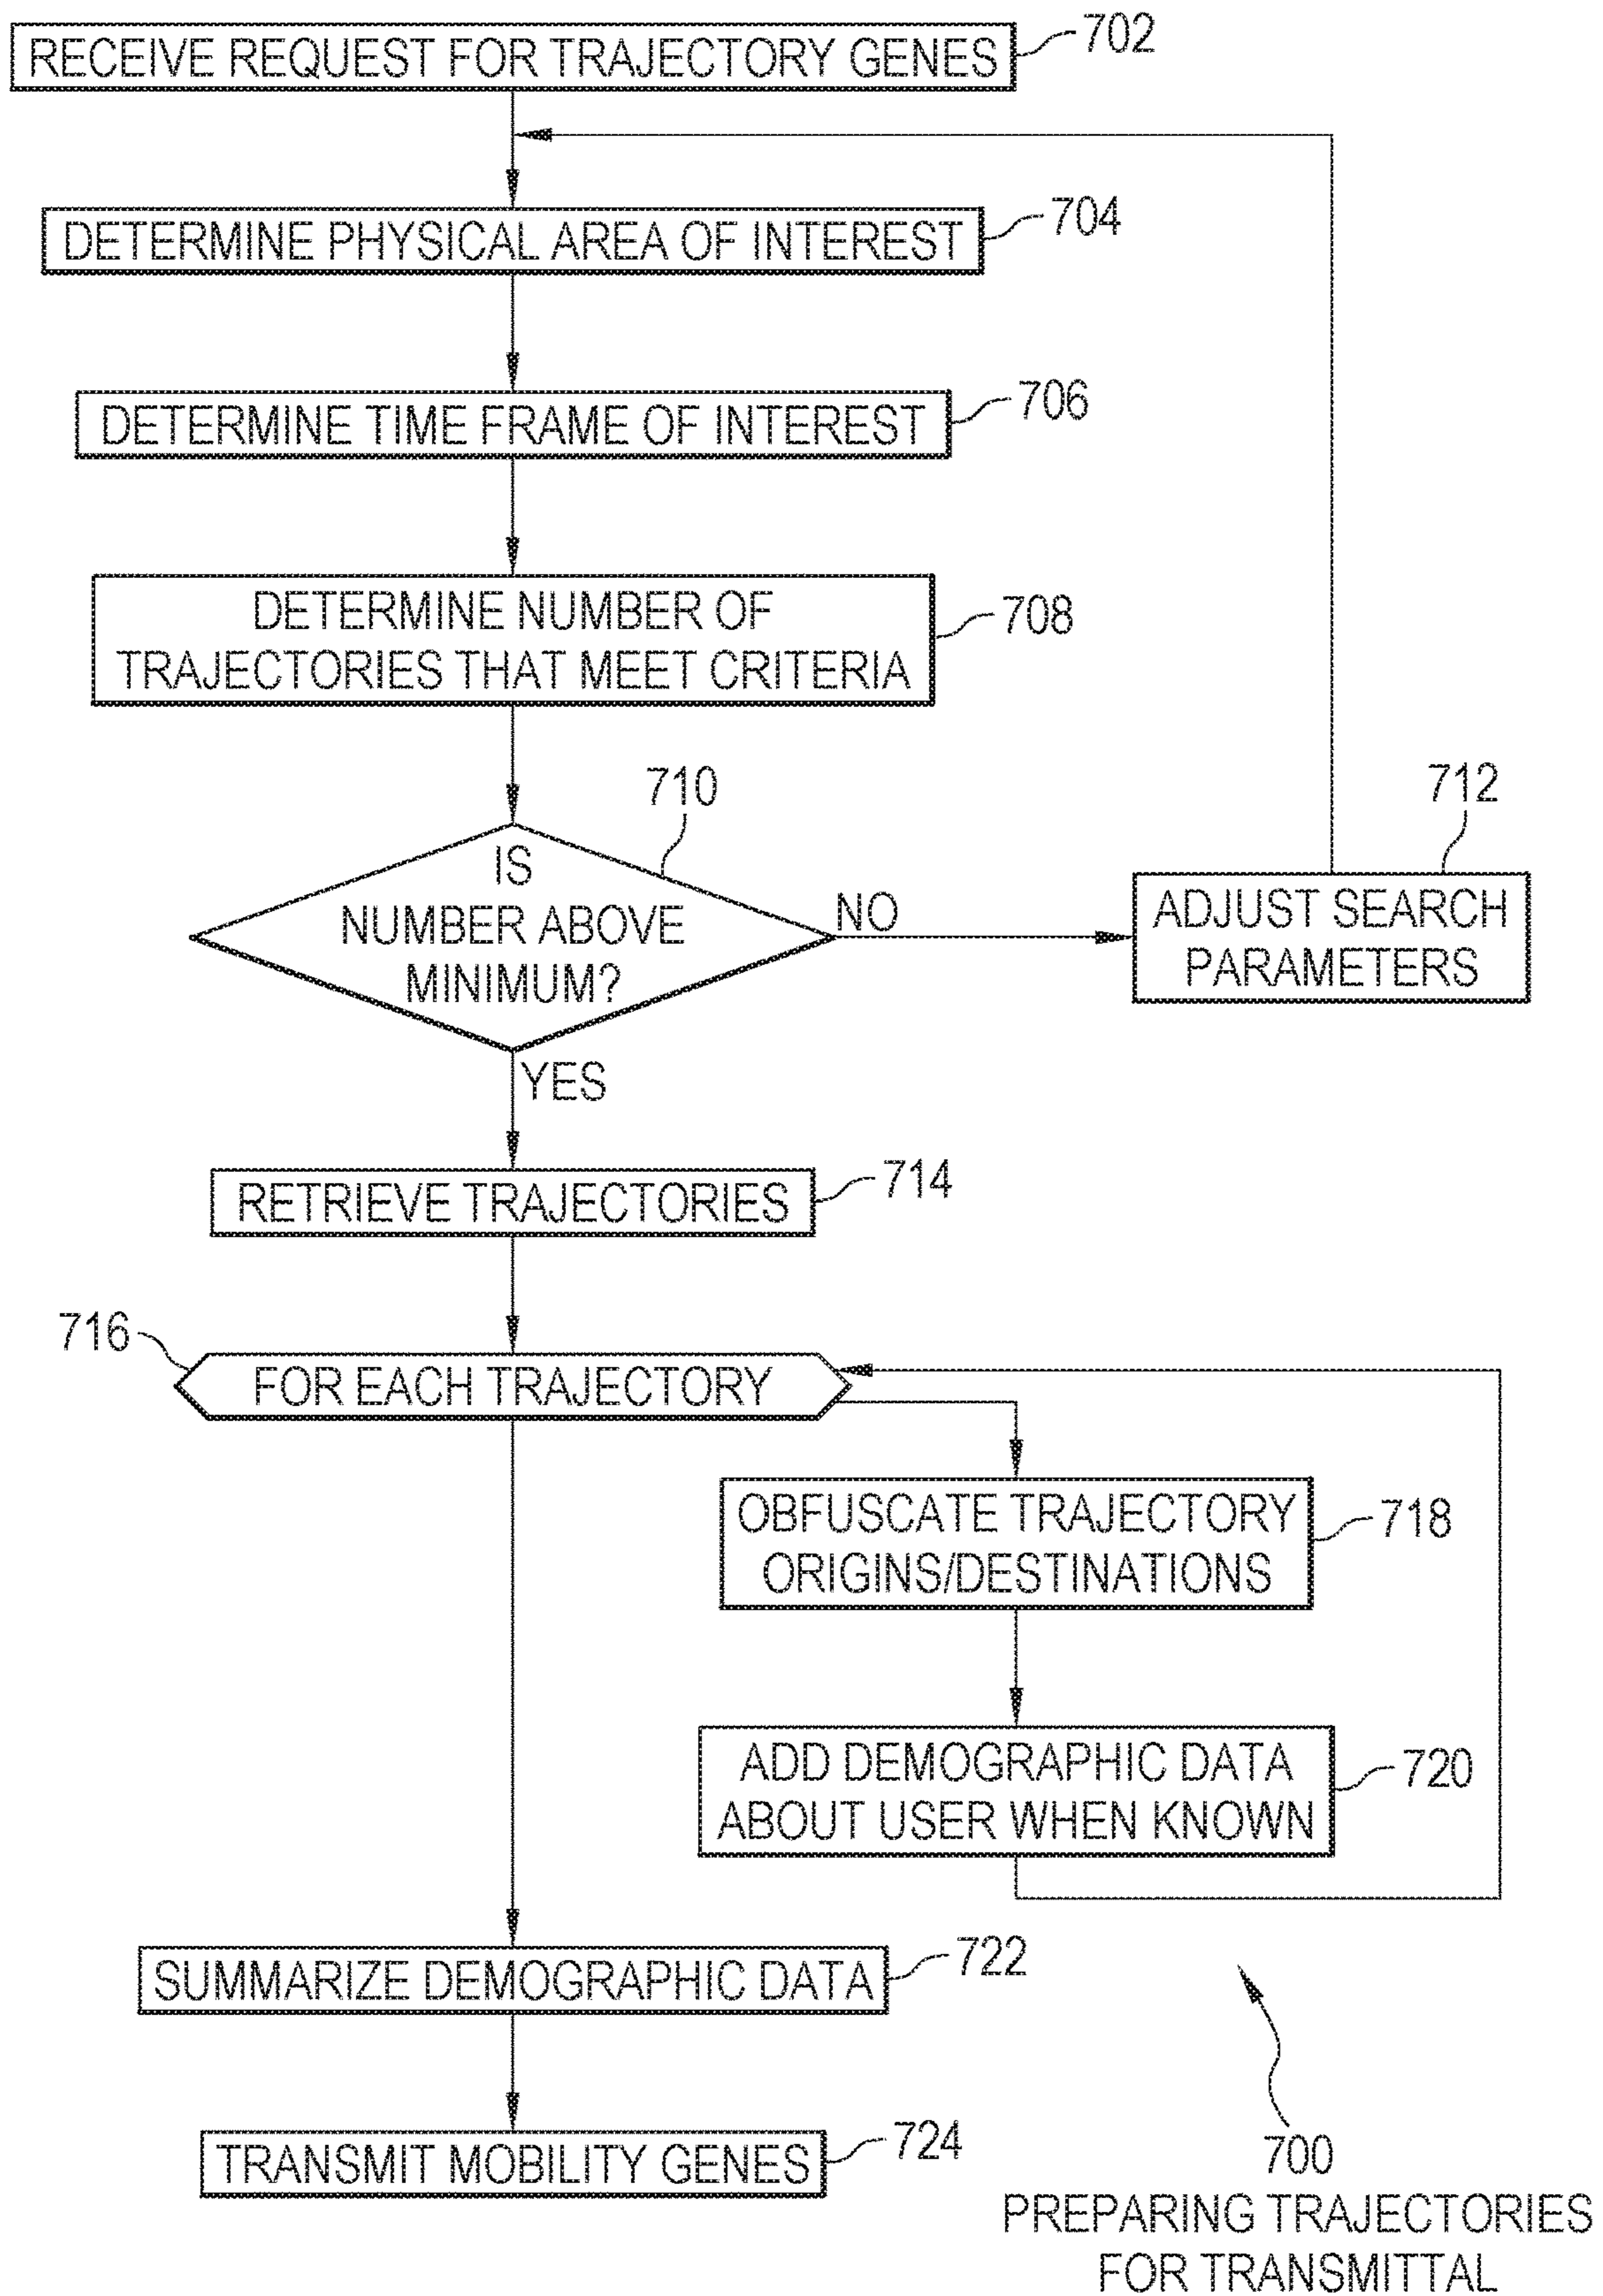 RECEIVE REQUEST FOR TRAJECTORY GENES
702
DETERMINE PHYSICAL AREA OF INTEREST
704
DETERMINE TIME FRAME OF INTEREST
706
DETERMINE NUMBER OF
TRAJECTORIES THAT MEET CRITERIA
708
710
IS
NUMBER ABOVE
MINIMUM?
NO
712
ADJUST SEARCH
PARAMETERS
YES
RETRIEVE TRAJECTORIES
714
716
FOR EACH TRAJECTORY
OBFUSCATE TRAJECTORY
ORIGINS/DESTINATIONS
718
ADD DEMOGRAPHIC DATA
ABOUT USER WHEN KNOWN
720
SUMMARIZE DEMOGRAPHIC DATA
722
TRANSMIT MOBILITY GENES
724
700
PREPARING TRAJECTORIES
FOR TRANSMITTAL